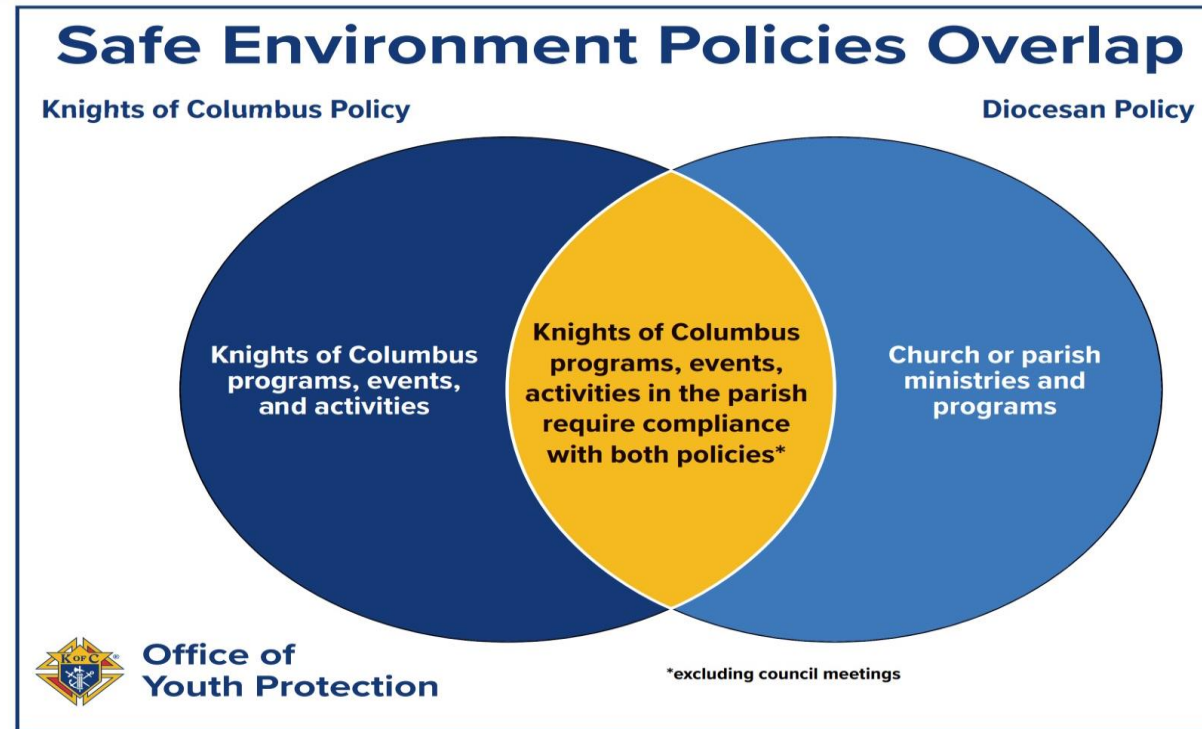 Safe Environment Policies Overlap
Knights of Columbus Policy
Diocesan Policy
Knights of Columbus
programs, events,
and activities
Knights of Columbus
programs, events,
activities in the parish
require compliance
with both policies*
Church or parish
ministries and
programs
K OF C
®
Office of
Youth Protection
*excluding council meetings